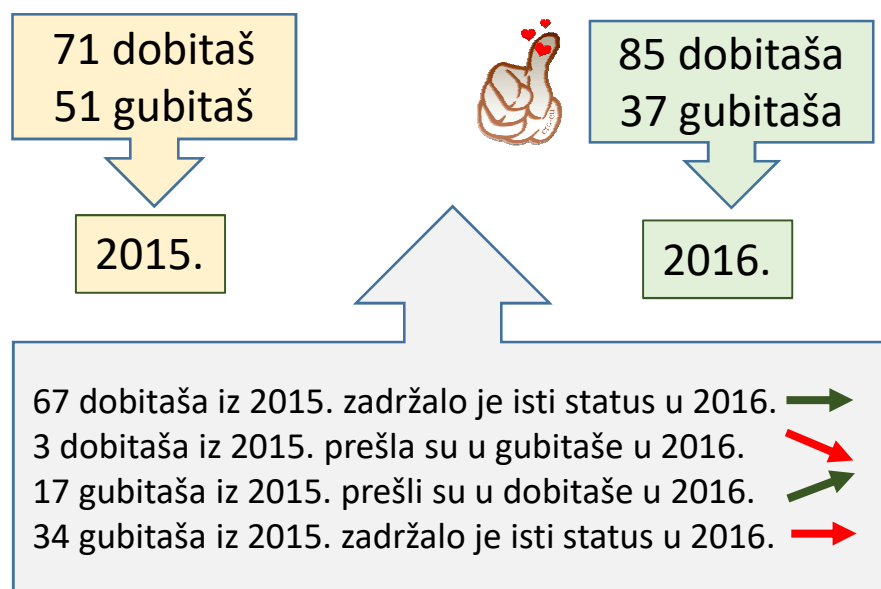 71 dobitaš
51 gubitaš
85 dobitaša
37 gubitaša
2015.
2016.
67 dobitaša iz 2015. zadržalo je isti status u 2016.
3 dobitaša iz 2015. prešla su u gubitaše u 2016.
17 gubitaša iz 2015. prešli su u dobitaše u 2016.
34 gubitaša iz 2015. zadržalo je isti status u 2016.